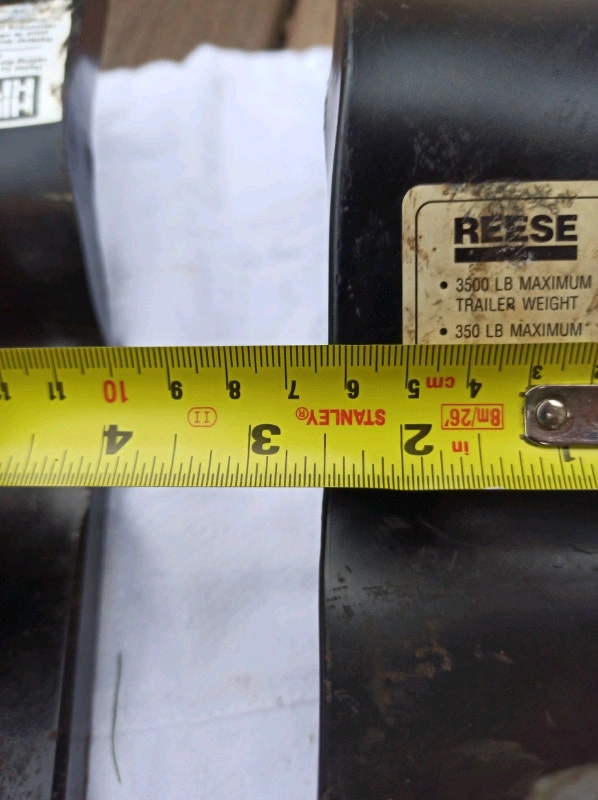 REESE
• 3500 LB MAXIMUM
TRAILER WEIGHT
• 350 LB MAXIMUM
11 10 9 8 7 6 5 cm 4 3
II STANLEY® 8m/26'
4 3 2 in 1